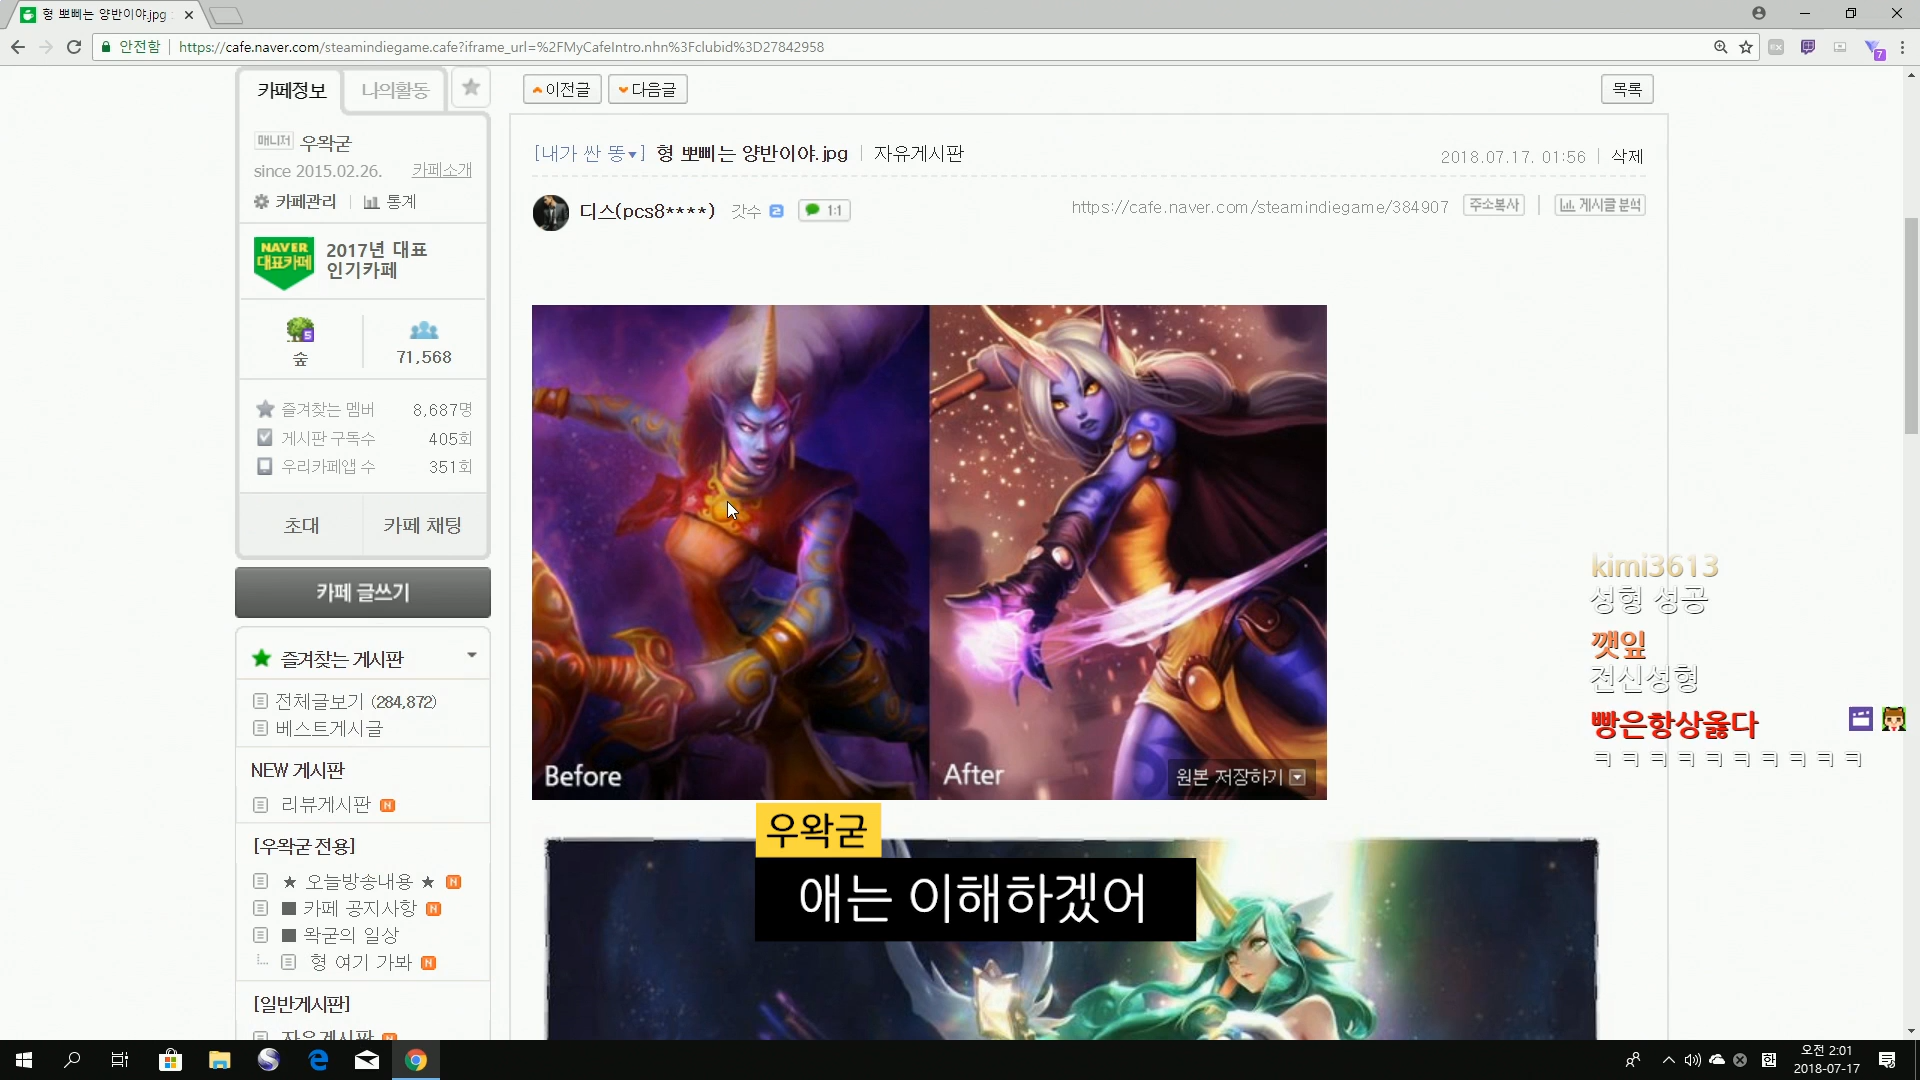 형 뽀삐는 양반이야.jpg
안전함 https://cafe.naver.com/steamindiegame.cafe?iframe_url=%2FMyCafeIntro.nhn%3Fclubid%3D27842958
7
카페정보 나의활동
이전글 다음글 목록
매니저 우왁굳
since 2015.02.26. 카페소개
카페관리 통계
NAVER
대표카페
2017년 대표
인기카페
5
숲 71,568
즐겨찾는 멤버 8,687명
게시판 구독수 405회
우리카페앱 수 351회
초대 카페 채팅
카페 글쓰기
즐겨찾는 게시판
전체글보기 (284,872)
베스트게시글
NEW 게시판
리뷰게시판 N
[우왁굳 전용]
★ 오늘방송내용 ★ N
■ 카페 공지사항 N
■ 왁굳의 일상
형 여기 가봐 N
[일반게시판]
자유게시판
[내가 싼 똥▾] 형 뽀삐는 양반이야.jpg 자유게시판
2018.07.17. 01:56 삭제
디스(pcs8****) 갓수 1:1
https://cafe.naver.com/steamindiegame/384907 주소복사 게시글 분석
Before
After
원본 저장하기
우왁굳
얘는 이해하겠어
kimi3613
성형 성공
깻잎
전신성형
빵은항상옳다
ㅋㅋㅋㅋㅋㅋㅋㅋㅋㅋ
한
오전 2:01
2018-07-17